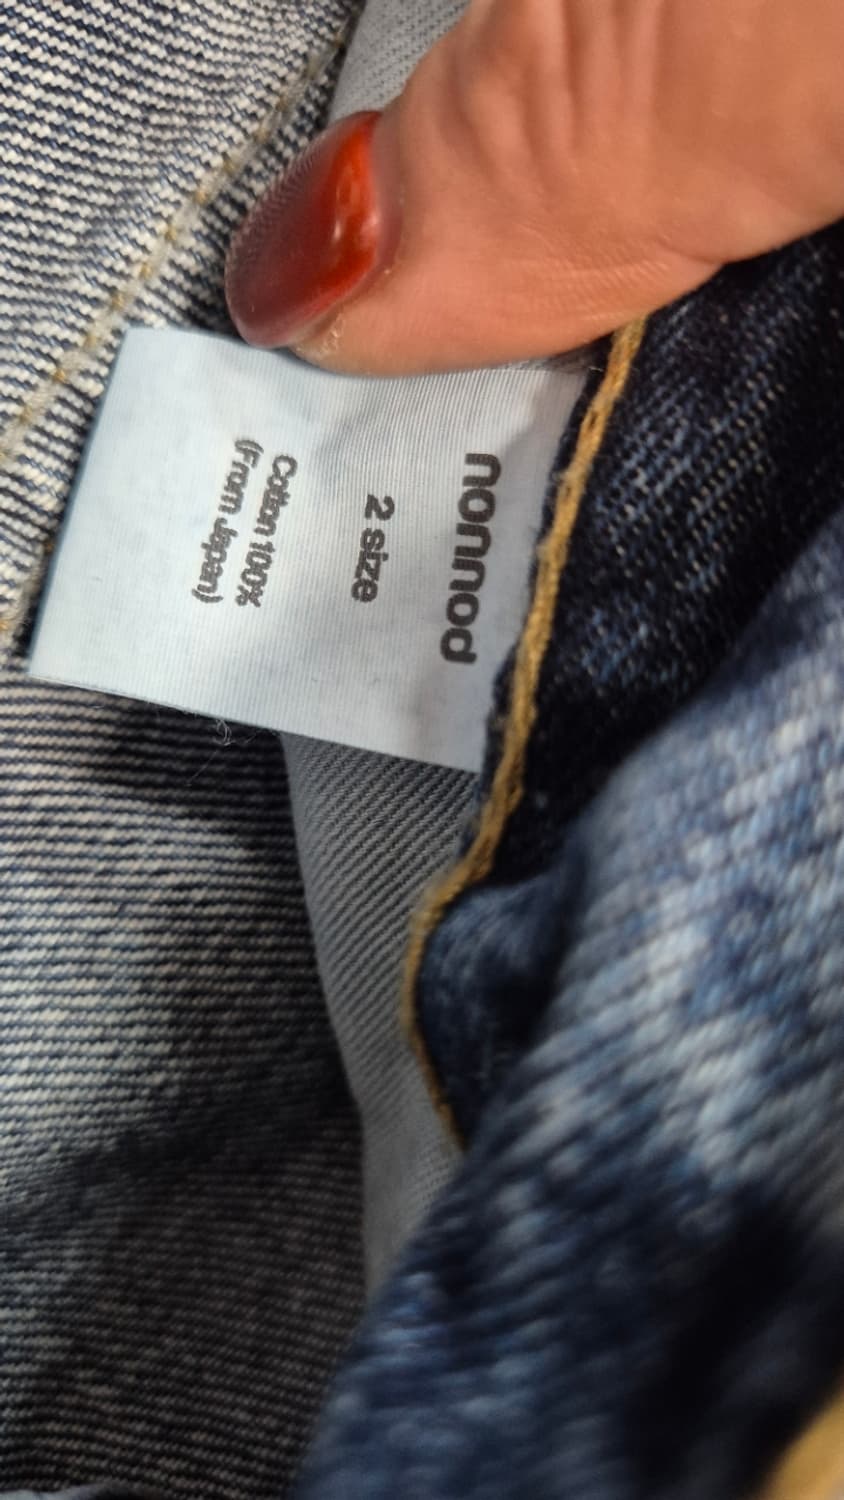 nonnod
2 size
Cotton 100%
(From Japan)